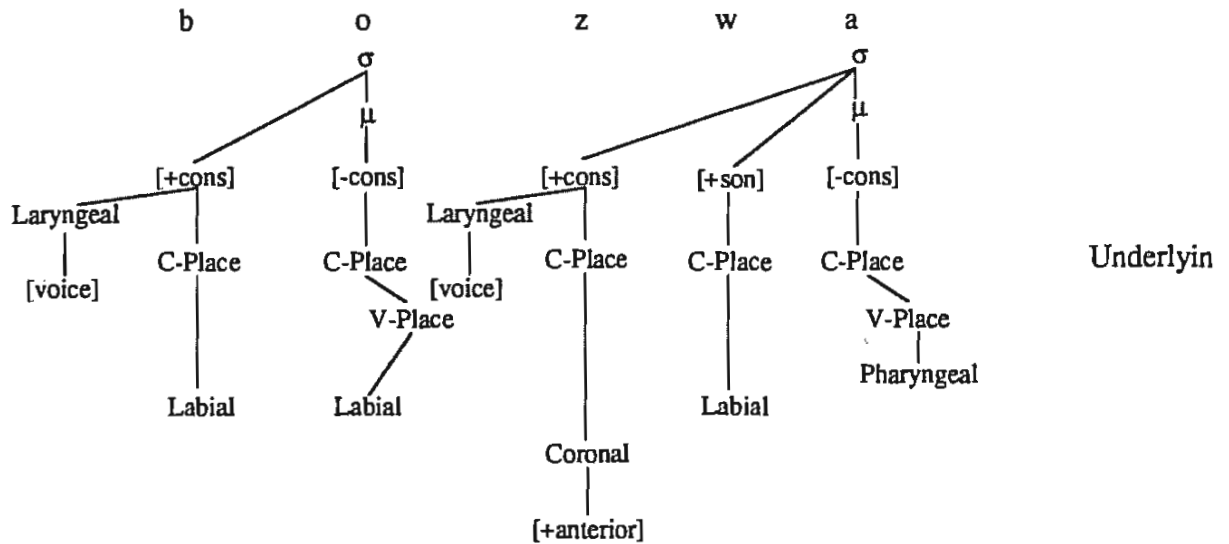 b o z w a
σ σ
μ μ
[+cons] [-cons] [+cons] [+son] [-cons]
Laryngeal Laryngeal
C-Place C-Place C-Place C-Place C-Place Underlyin
[voice] [voice]
V-Place V-Place
Pharyngeal
Labial Labial Labial
Coronal
[+anterior]